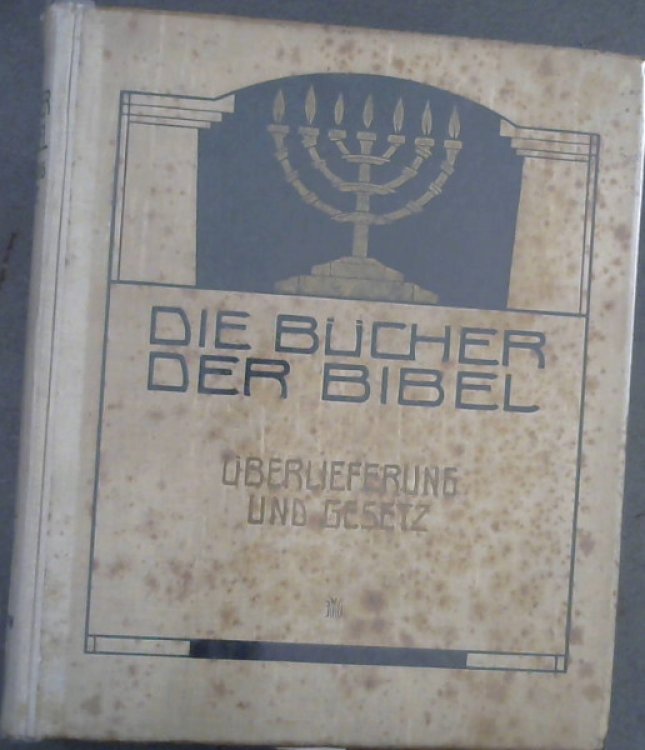 DIE BÜCHER
DER BIBEL
ÜBERLIEFERUNG
UND GESETZ